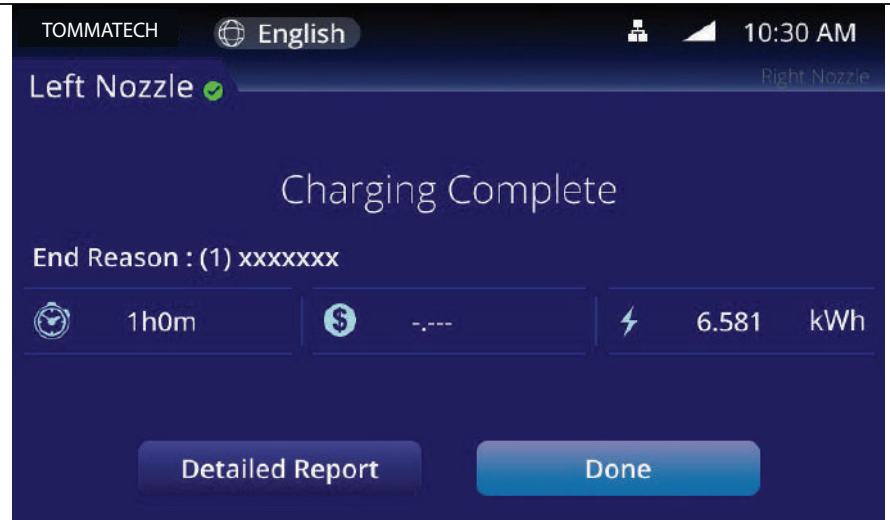 TOMMATECH English 10:30 AM
Left Nozzle Right Nozzle
Charging Complete
End Reason : (1) xxxxxxx
1h0m $ -.--- 6.581 kWh
Detailed Report Done